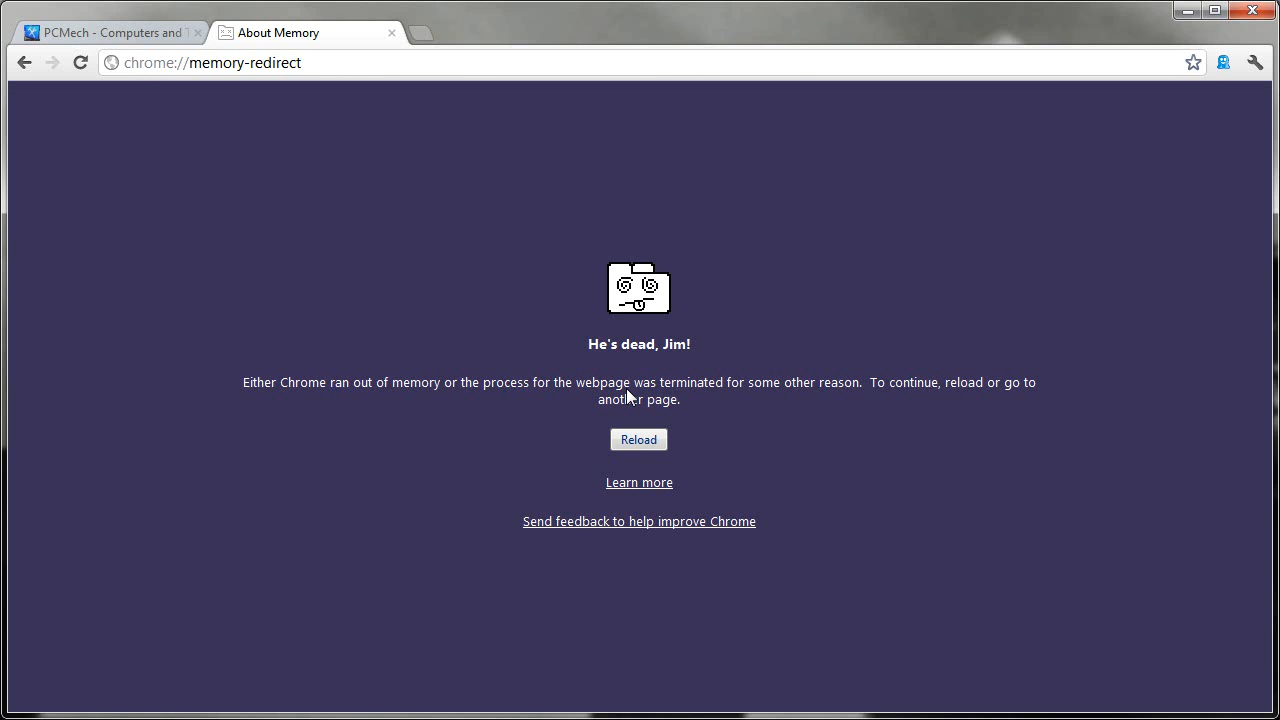 PCMech - Computers and T
About Memory
chrome://memory-redirect
He's dead, Jim!
Either Chrome ran out of memory or the process for the webpage was terminated for some other reason. To continue, reload or go to
another page.
Reload
Learn more
Send feedback to help improve Chrome